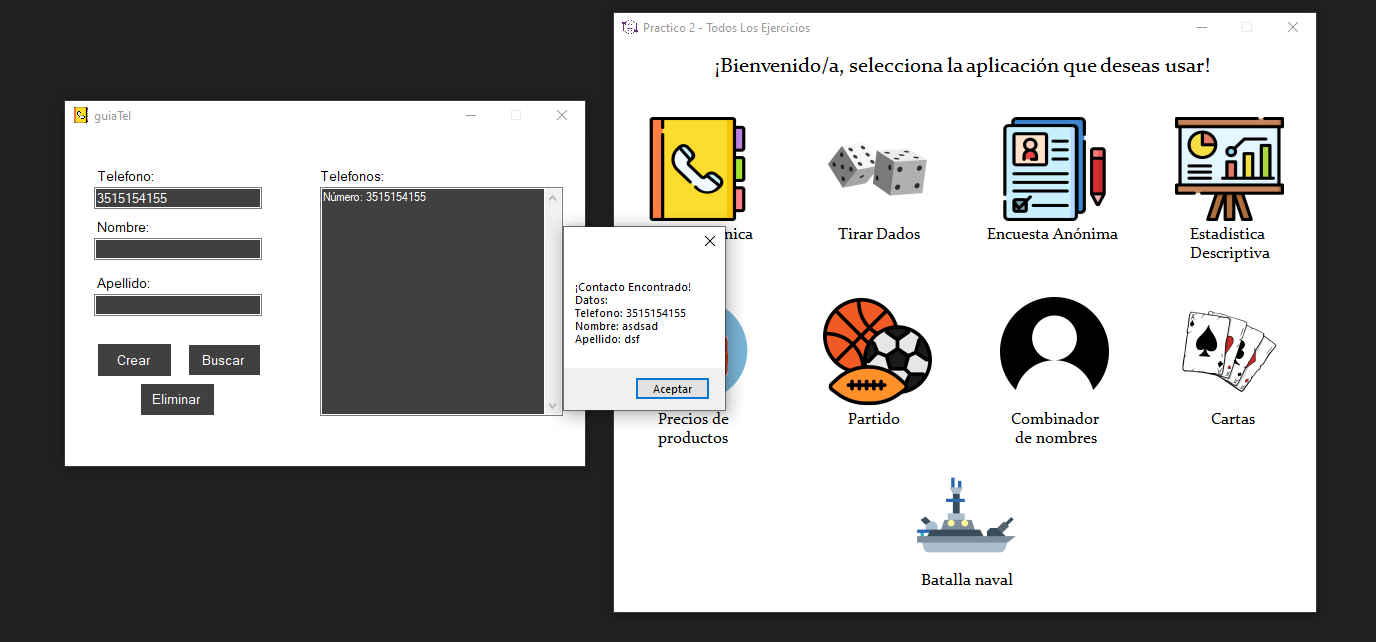 guiaTel
Telefono:
3515154155
Nombre:
Apellido:
Crear
Buscar
Eliminar
Telefonos:
Número: 3515154155
¡Contacto Encontrado!
Datos:
Telefono: 3515154155
Nombre: asdsad
Apellido: dsf
Aceptar
Practico 2 - Todos Los Ejercicios
¡Bienvenido/a, selecciona la aplicación que deseas usar!
nica
Tirar Dados
Encuesta Anónima
Estadística
Descriptiva
Precios de
productos
Partido
Combinador
de nombres
Cartas
Batalla naval